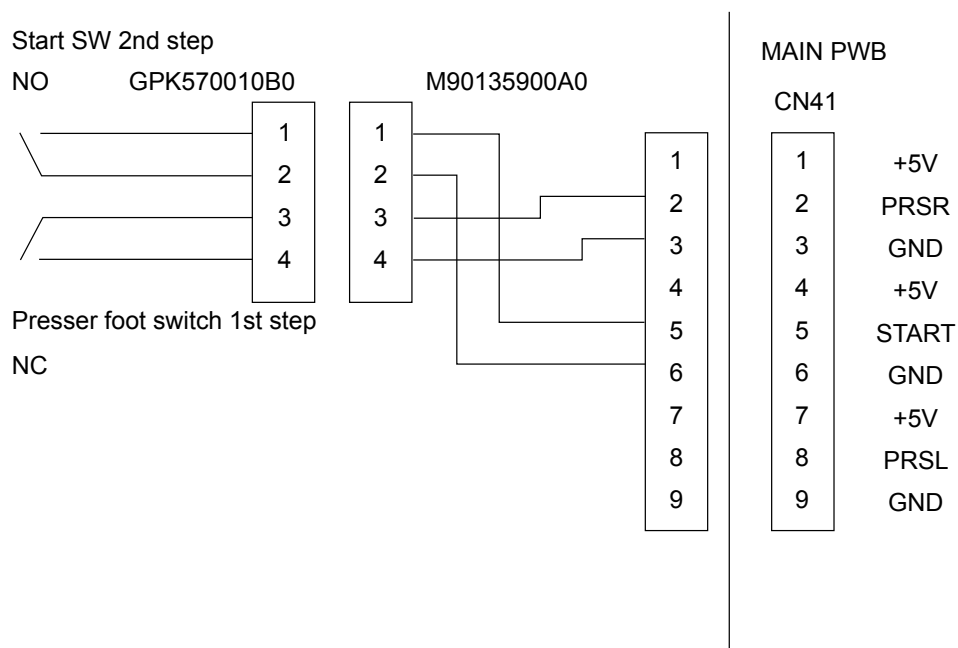 Start SW 2nd step
NO
GPK570010B0
M90135900A0
MAIN PWB
CN41
1
2
3
4
1
2
3
4
1
2
3
4
5
6
7
8
9
1
2
3
4
5
6
7
8
9
+5V
PRSR
GND
+5V
START
GND
+5V
PRSL
GND
Presser foot switch 1st step
NC